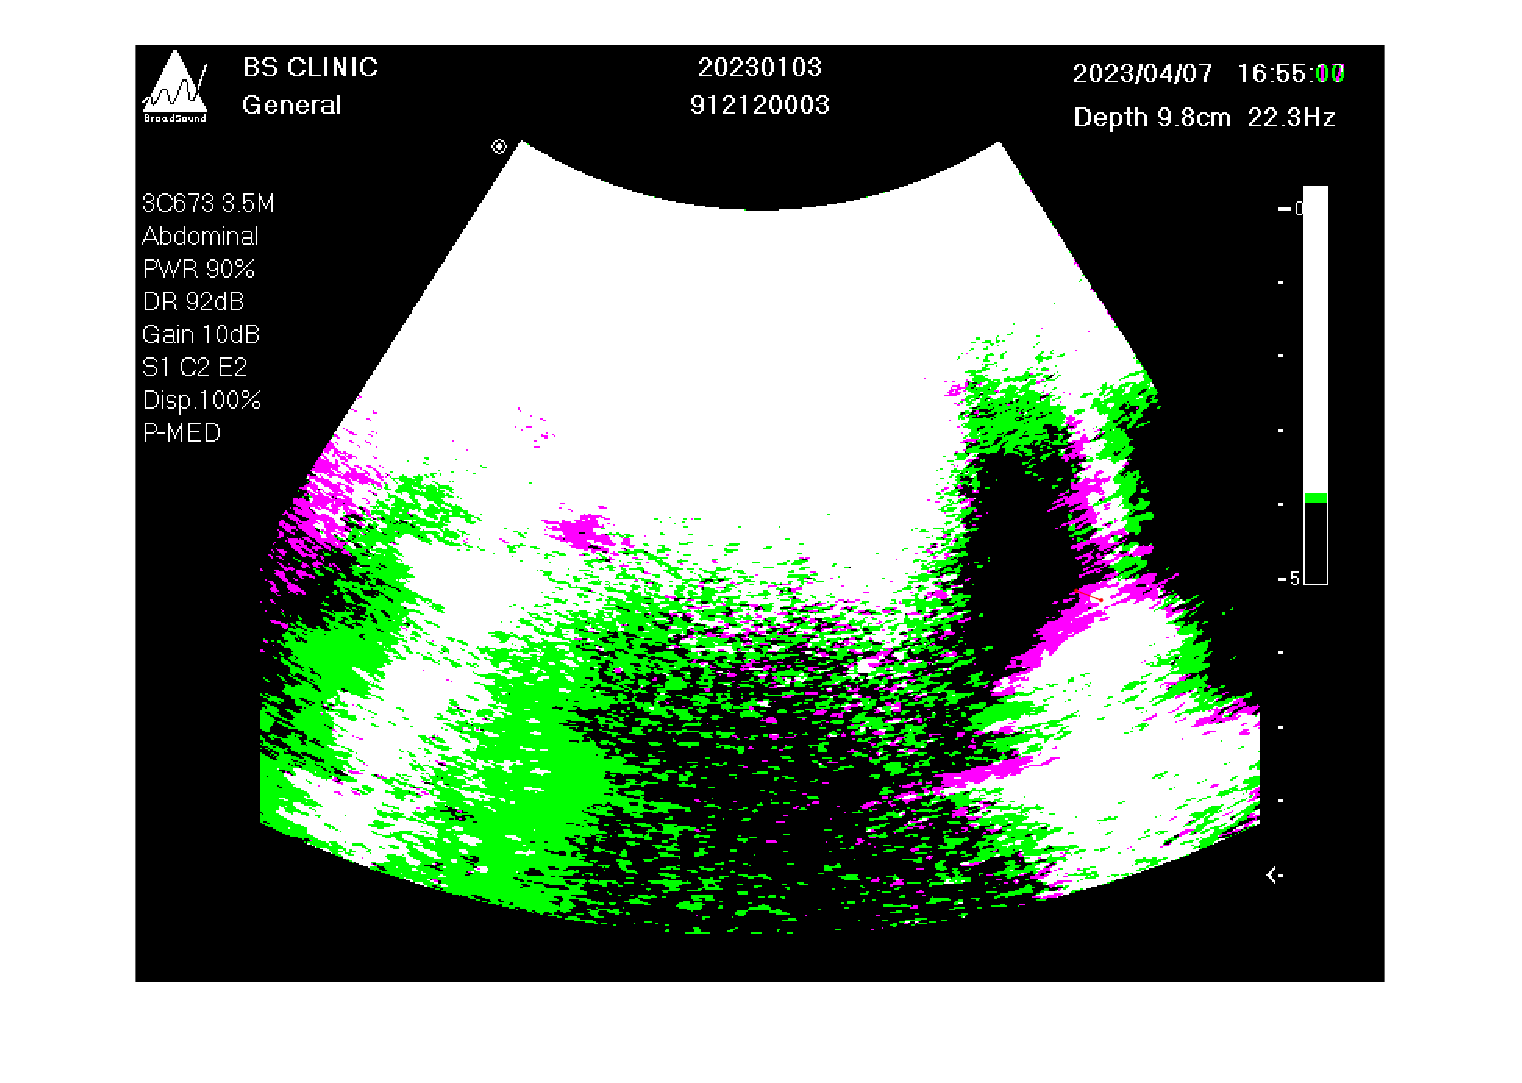 BS CLINIC
General
20230103
912120003
2023/04/07 16:55:
Depth 9.8cm 22.3Hz
BroadSound
3C673 3.5M
Abdominal
PWR 90%
DR 92dB
Gain 10dB
S1 C2 E2
Disp.100%
P-MED
0
5